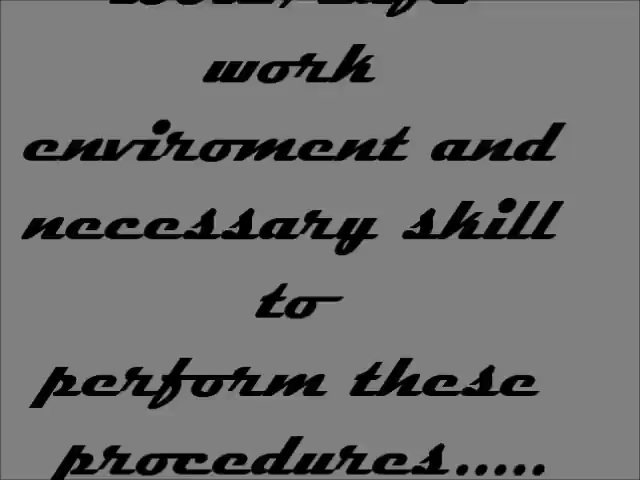 work
enviroment and
necessary skill
to
perform these
procedures.....